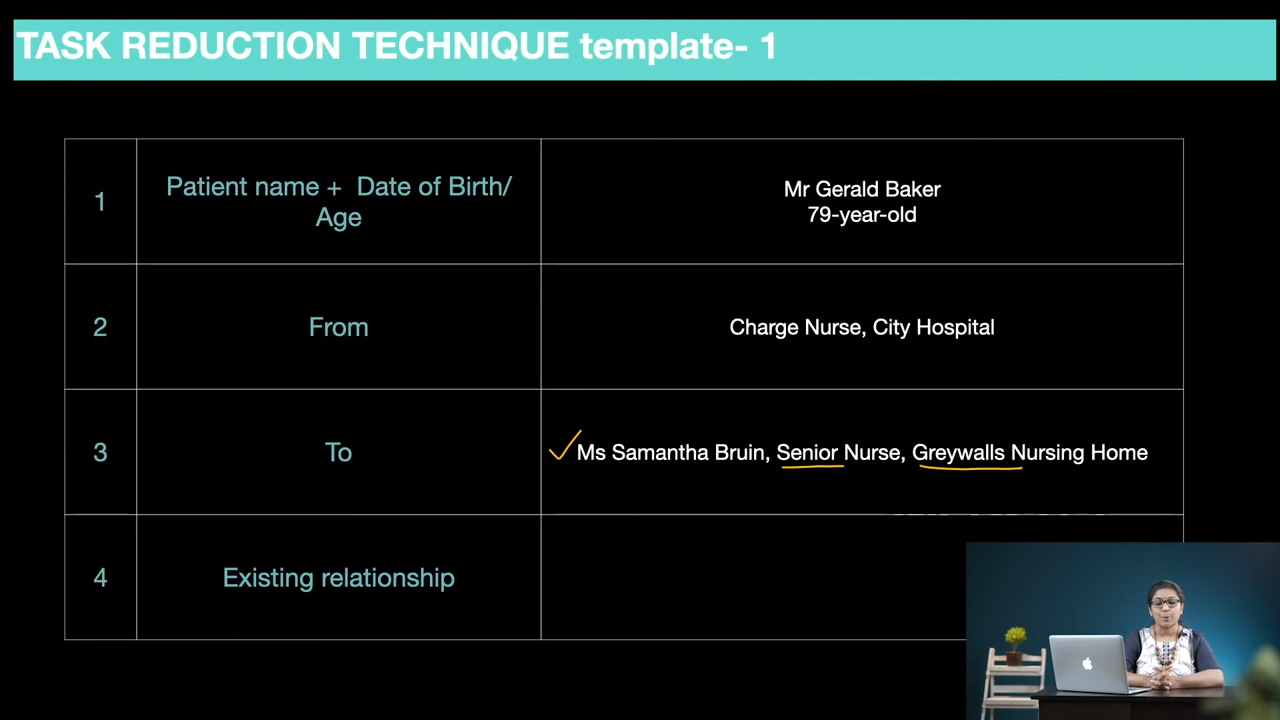 TASK REDUCTION TECHNIQUE template- 1
1
Patient name + Date of Birth/
Age
Mr Gerald Baker
79-year-old
2
From
Charge Nurse, City Hospital
3
To
Ms Samantha Bruin, Senior Nurse, Greywalls Nursing Home
4
Existing relationship